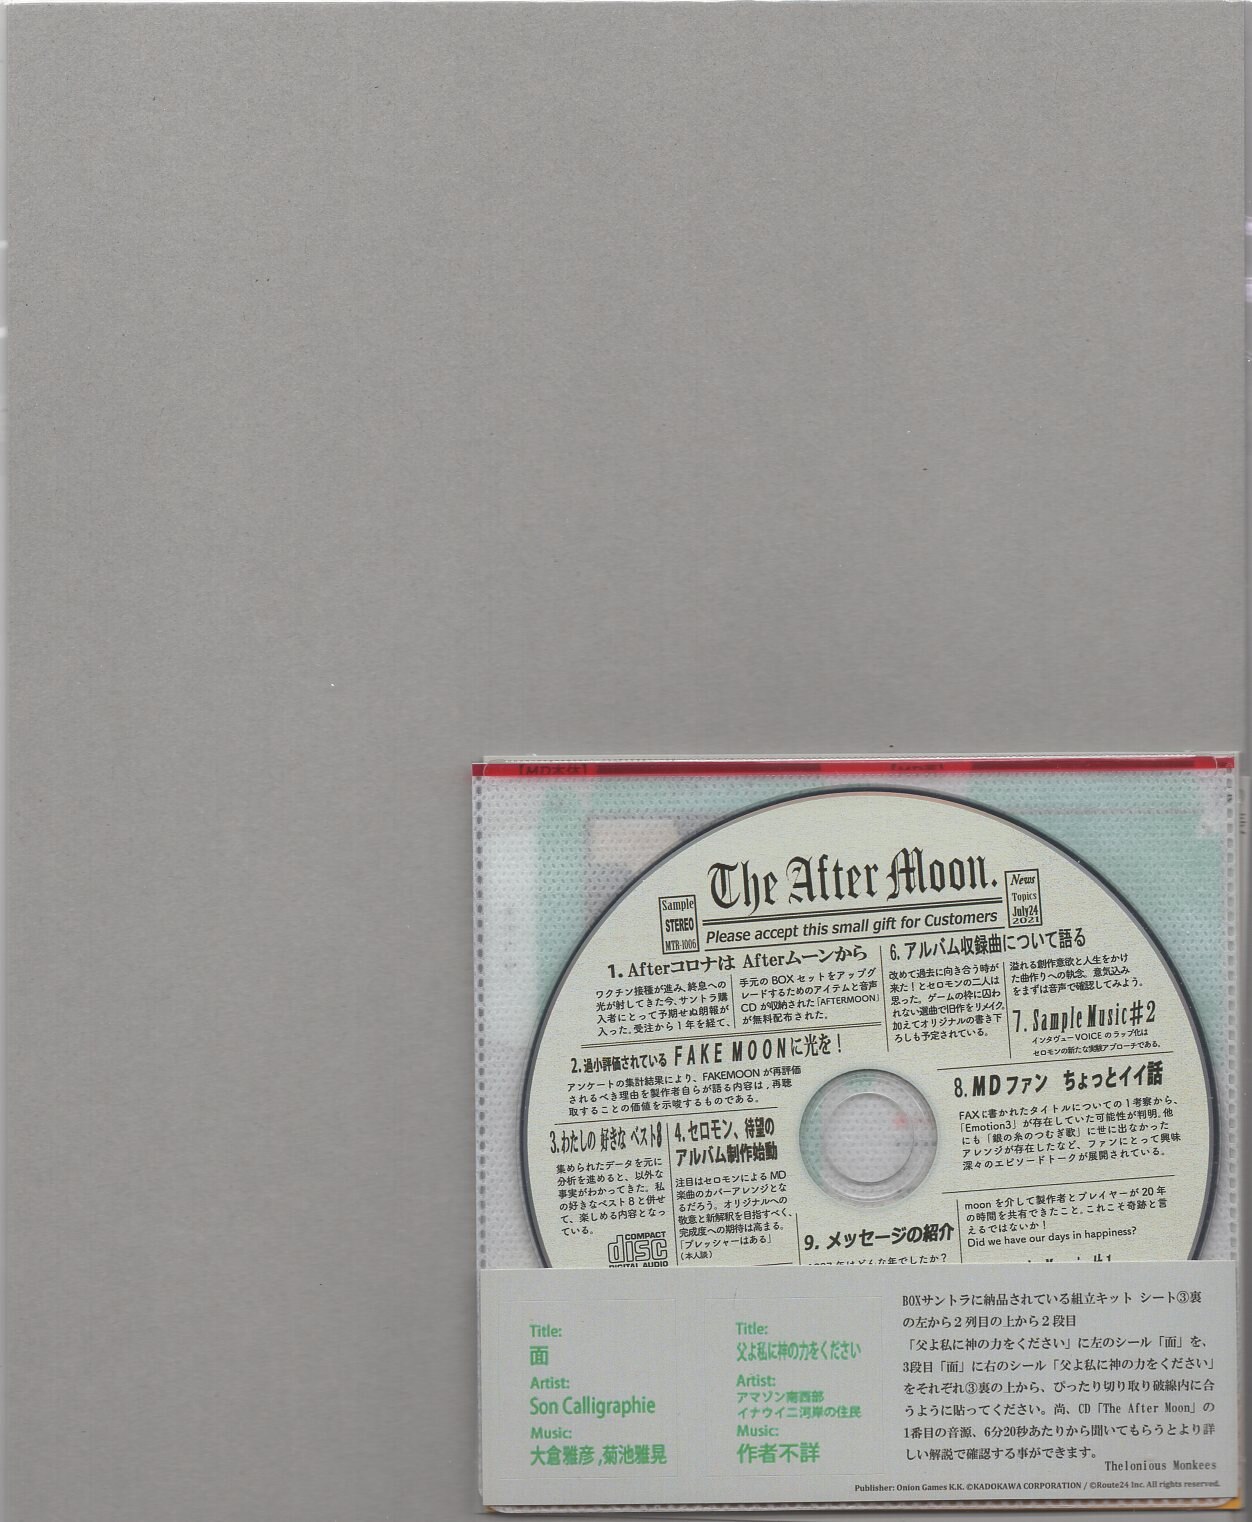 The After Moon.
Sample
STEREO
MTR-1006
News
Topics
July24
2021
Please accept this small gift for Customers
1. Afterコロナは Afterムーンから
ワクチン接種が進み、終息への
光が射してきた今、サントラ購
入者にとって予期せぬ朗報が
入った。受注から1年を経て、
手元のBOXセットをアップグ
レードするためのアイテムと音声
CDが収納された「AFTERMOON」
が無料配布された。
2. 過小評価されている FAKE MOONに光を!
アンケートの集計結果により、FAKEMOONが再評価
されるべき理由を製作者自らが語る内容は、再聴
取することの価値を示唆するものである。
3. わたしの 好きな ベスト8
集められたデータを元に
分析を進めると、以外な
事実がわかってきた。私
の好きなベスト8と併せ
て、楽しめる内容となっ
ている。
COMPACT
disc
DIGITAL AUDIO
4. セロモン、待望の
アルバム制作始動
注目はセロモンによるMD
楽曲のカバーアレンジとな
るだろう。オリジナルへの
敬意と新解釈を目指すべく、
完成度への期待は高まる。
「プレッシャーはある」
(本人談)
6. アルバム収録曲について語る
改めて過去に向き合う時が
来た!とセロモンの二人は
思った。ゲームの枠に囚わ
れない選曲で旧作をリメイク。
加えてオリジナルの書き下
ろしも予定されている。
溢れる創作意欲と人生をかけ
た曲作りへの執念。意気込み
をまずは音声で確認してみよう。
7. Sample Music#2
インタヴューVOICEのラップ化は
セロモンの新たな実験アプローチである。
8. MDファン ちょっとイイ話
FAXに書かれたタイトルについての1考察から、
「Emotion3」が存在していた可能性が判明。他
にも「銀の糸のつむぎ歌」に世に出なかった
アレンジが存在したなど、ファンにとって興味
深々のエピソードトークが展開されている。
9. メッセージの紹介
1997年はどんな年でしたか?
moonを介して製作者とプレイヤーが20年
の時間を共有できたこと。これこそ奇跡と言
えるではないか!
Did we have our days in happiness?
Title:
面
Artist:
Son Calligraphie
Music:
大倉雅彦,菊池雅晃
Title:
父よ私に神の力をください
Artist:
アマゾン南西部
イナウイニ河岸の住民
Music:
作者不詳
BOXサントラに納品されている組立キット シート③裏
の左から2列目の上から2段目
「父よ私に神の力をください」に左のシール「面」を、
3段目「面」に右のシール「父よ私に神の力をください」
をそれぞれ③裏の上から、ぴったり切り取り破線内に合
うように貼ってください。尚、CD「The After Moon」の
1番目の音源、6分20秒あたりから聞いてもらうとより詳
しい解説で確認する事ができます。
Thelonious Monkees
Publisher: Onion Games K.K. ©KADOKAWA CORPORATION / ©Route24 Inc. All rights reserved.